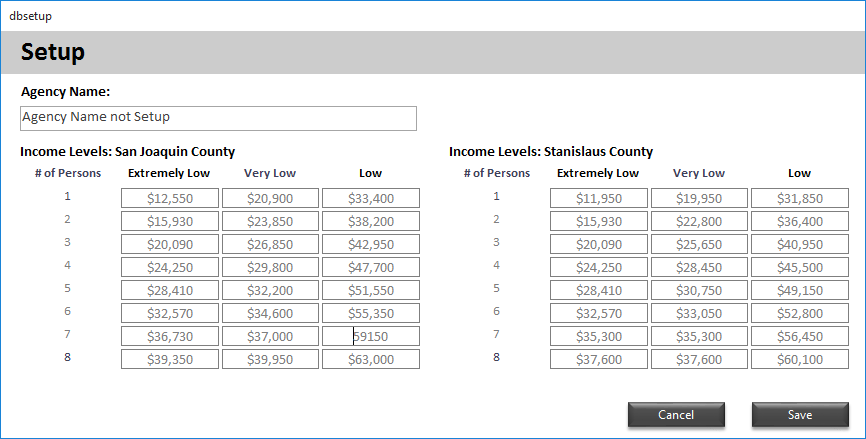 dbsetup
Setup
Agency Name:
Agency Name not Setup
Income Levels: San Joaquin County
# of Persons Extremely Low Very Low Low
1 $12,550 $20,900 $33,400
2 $15,930 $23,850 $38,200
3 $20,090 $26,850 $42,950
4 $24,250 $29,800 $47,700
5 $28,410 $32,200 $51,550
6 $32,570 $34,600 $55,350
7 $36,730 $37,000 59150
8 $39,350 $39,950 $63,000
Income Levels: Stanislaus County
# of Persons Extremely Low Very Low Low
1 $11,950 $19,950 $31,850
2 $15,930 $22,800 $36,400
3 $20,090 $25,650 $40,950
4 $24,250 $28,450 $45,500
5 $28,410 $30,750 $49,150
6 $32,570 $33,050 $52,800
7 $35,300 $35,300 $56,450
8 $37,600 $37,600 $60,100
Cancel Save